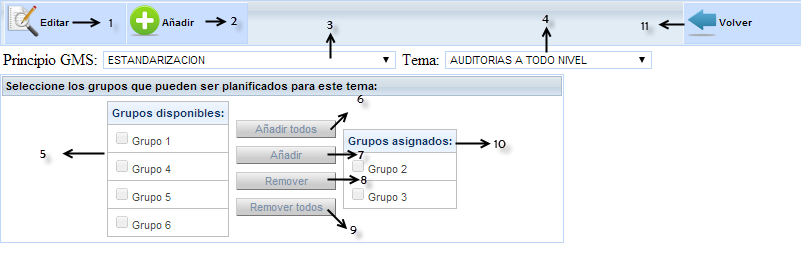 Editar 1 Añadir 2 3 4 11 Volver
Principio GMS: ESTANDARIZACION Tema: AUDITORIAS A TODO NIVEL
Seleccione los grupos que pueden ser planificados para este tema:
6
Grupos disponibles:
Añadir todos
Grupo 1
Grupos asignados: 10
5
Añadir 7
Grupo 4
Grupo 2
Remover 8
Grupo 5
Grupo 3
Remover todos
Grupo 6
9